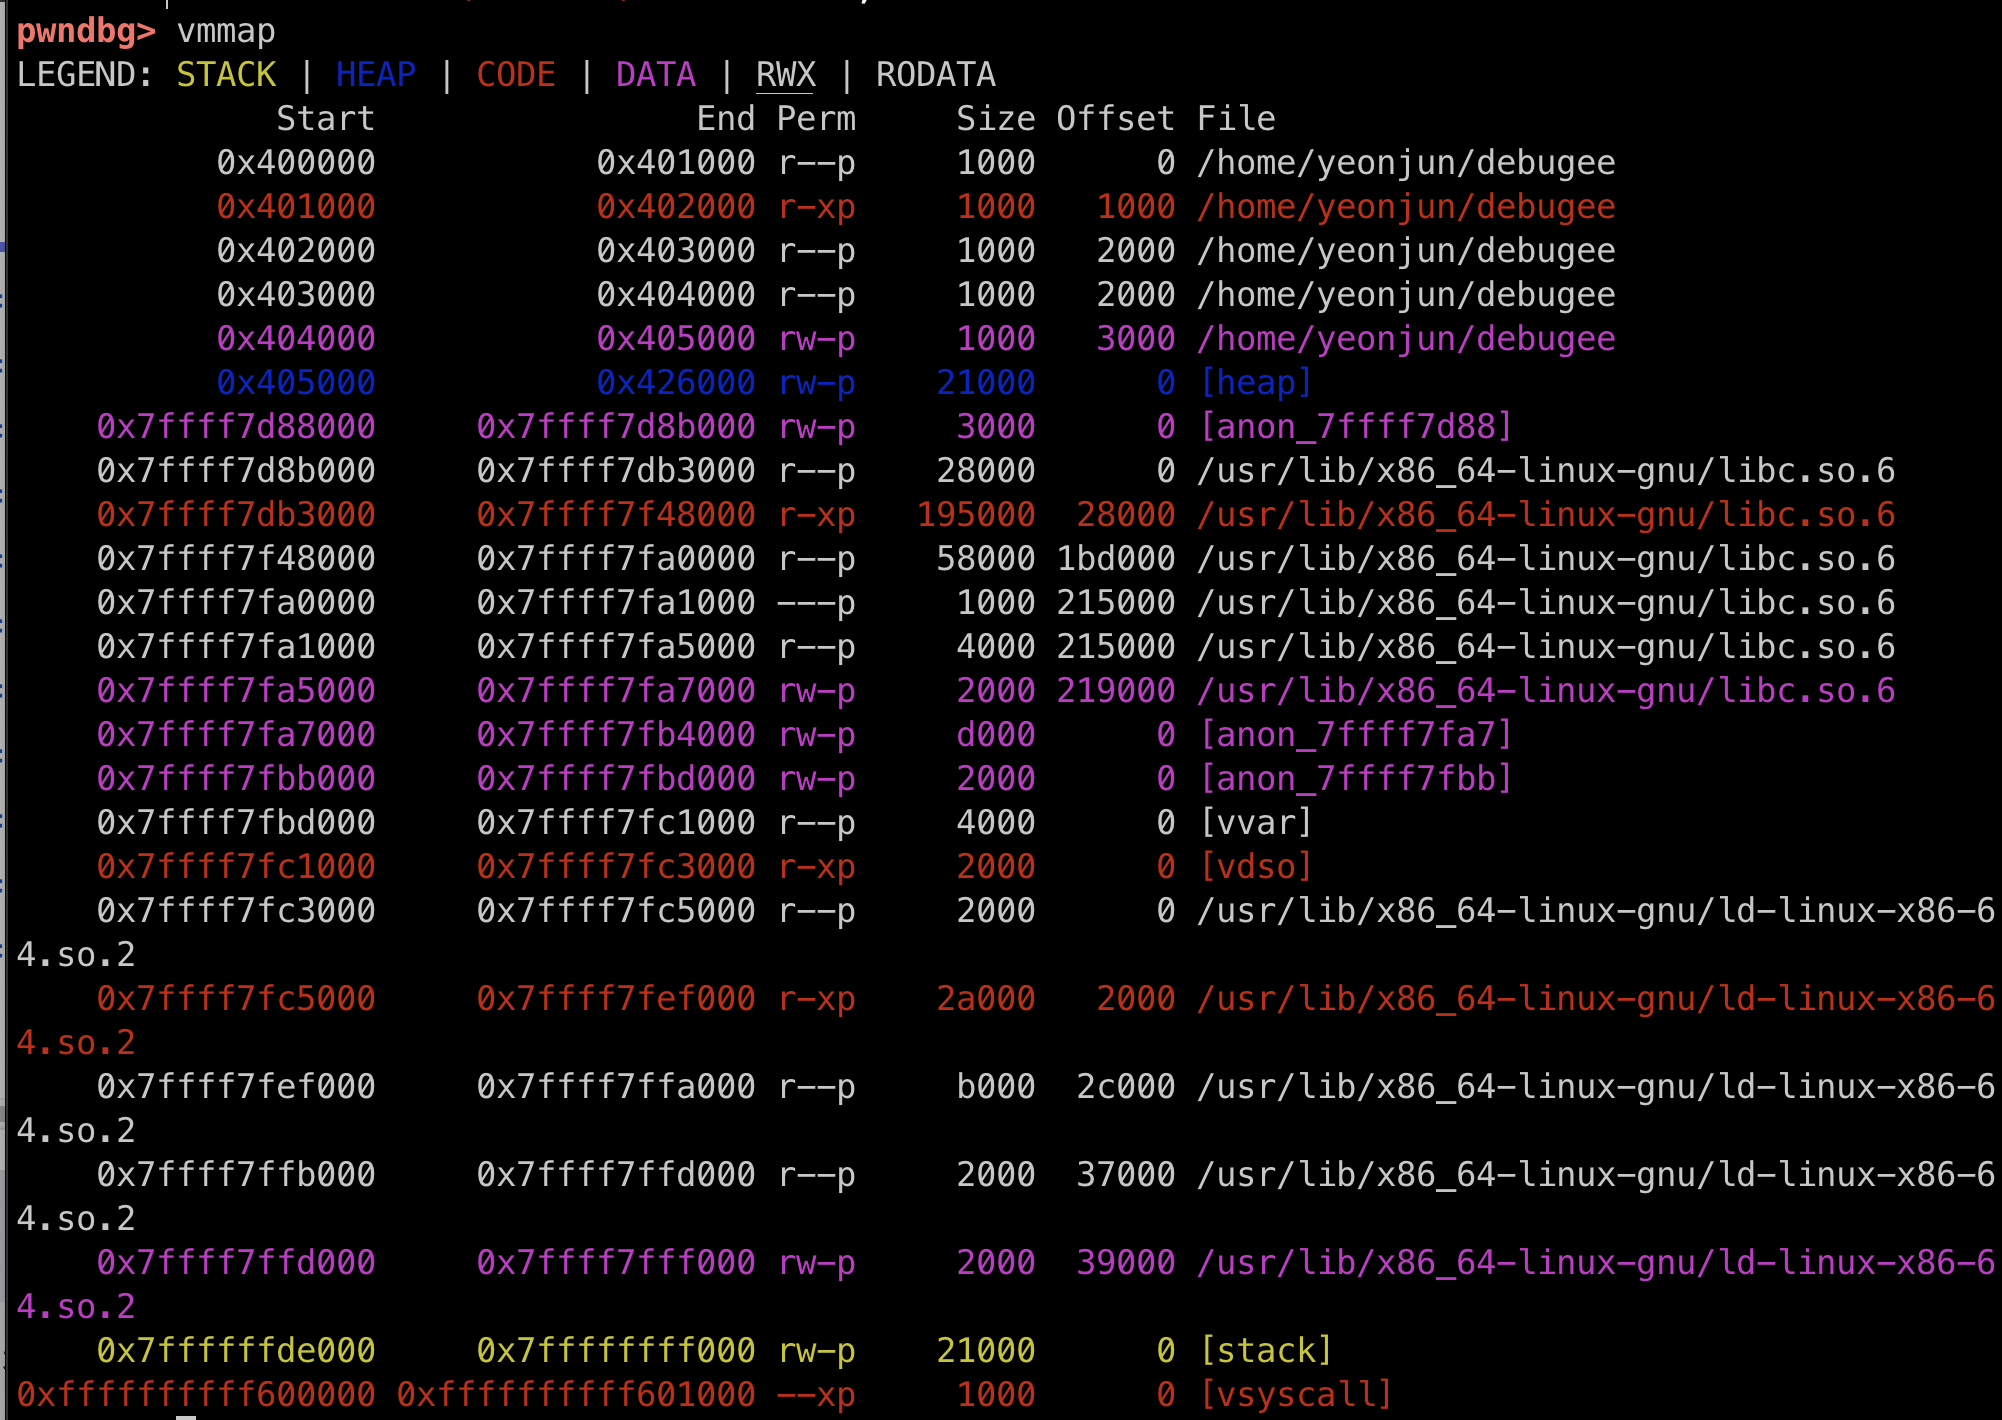 pwndbg> vmmap
LEGEND: STACK | HEAP | CODE | DATA | RWX | RODATA
Start End Perm Size Offset File
0x400000 0x401000 r--p 1000 0 /home/yeonjun/debugee
0x401000 0x402000 r-xp 1000 1000 /home/yeonjun/debugee
0x402000 0x403000 r--p 1000 2000 /home/yeonjun/debugee
0x403000 0x404000 r--p 1000 2000 /home/yeonjun/debugee
0x404000 0x405000 rw-p 1000 3000 /home/yeonjun/debugee
0x405000 0x426000 rw-p 21000 0 [heap]
0x7ffff7d88000 0x7ffff7d8b000 rw-p 3000 0 [anon_7ffff7d88]
0x7ffff7d8b000 0x7ffff7db3000 r--p 28000 0 /usr/lib/x86_64-linux-gnu/libc.so.6
0x7ffff7db3000 0x7ffff7f48000 r-xp 195000 28000 /usr/lib/x86_64-linux-gnu/libc.so.6
0x7ffff7f48000 0x7ffff7fa0000 r--p 58000 1bd000 /usr/lib/x86_64-linux-gnu/libc.so.6
0x7ffff7fa0000 0x7ffff7fa1000 ---p 1000 215000 /usr/lib/x86_64-linux-gnu/libc.so.6
0x7ffff7fa1000 0x7ffff7fa5000 r--p 4000 215000 /usr/lib/x86_64-linux-gnu/libc.so.6
0x7ffff7fa5000 0x7ffff7fa7000 rw-p 2000 219000 /usr/lib/x86_64-linux-gnu/libc.so.6
0x7ffff7fa7000 0x7ffff7fb4000 rw-p d000 0 [anon_7ffff7fa7]
0x7ffff7fbb000 0x7ffff7fbd000 rw-p 2000 0 [anon_7ffff7fbb]
0x7ffff7fbd000 0x7ffff7fc1000 r--p 4000 0 [vvar]
0x7ffff7fc1000 0x7ffff7fc3000 r-xp 2000 0 [vdso]
0x7ffff7fc3000 0x7ffff7fc5000 r--p 2000 0 /usr/lib/x86_64-linux-gnu/ld-linux-x86-6
4.so.2
0x7ffff7fc5000 0x7ffff7fef000 r-xp 2a000 2000 /usr/lib/x86_64-linux-gnu/ld-linux-x86-6
4.so.2
0x7ffff7fef000 0x7ffff7ffa000 r--p b000 2c000 /usr/lib/x86_64-linux-gnu/ld-linux-x86-6
4.so.2
0x7ffff7ffb000 0x7ffff7ffd000 r--p 2000 37000 /usr/lib/x86_64-linux-gnu/ld-linux-x86-6
4.so.2
0x7ffff7ffd000 0x7ffff7fff000 rw-p 2000 39000 /usr/lib/x86_64-linux-gnu/ld-linux-x86-6
4.so.2
0x7ffffffde000 0x7ffffffff000 rw-p 21000 0 [stack]
0xffffffffff600000 0xffffffffff601000 --xp 1000 0 [vsyscall]